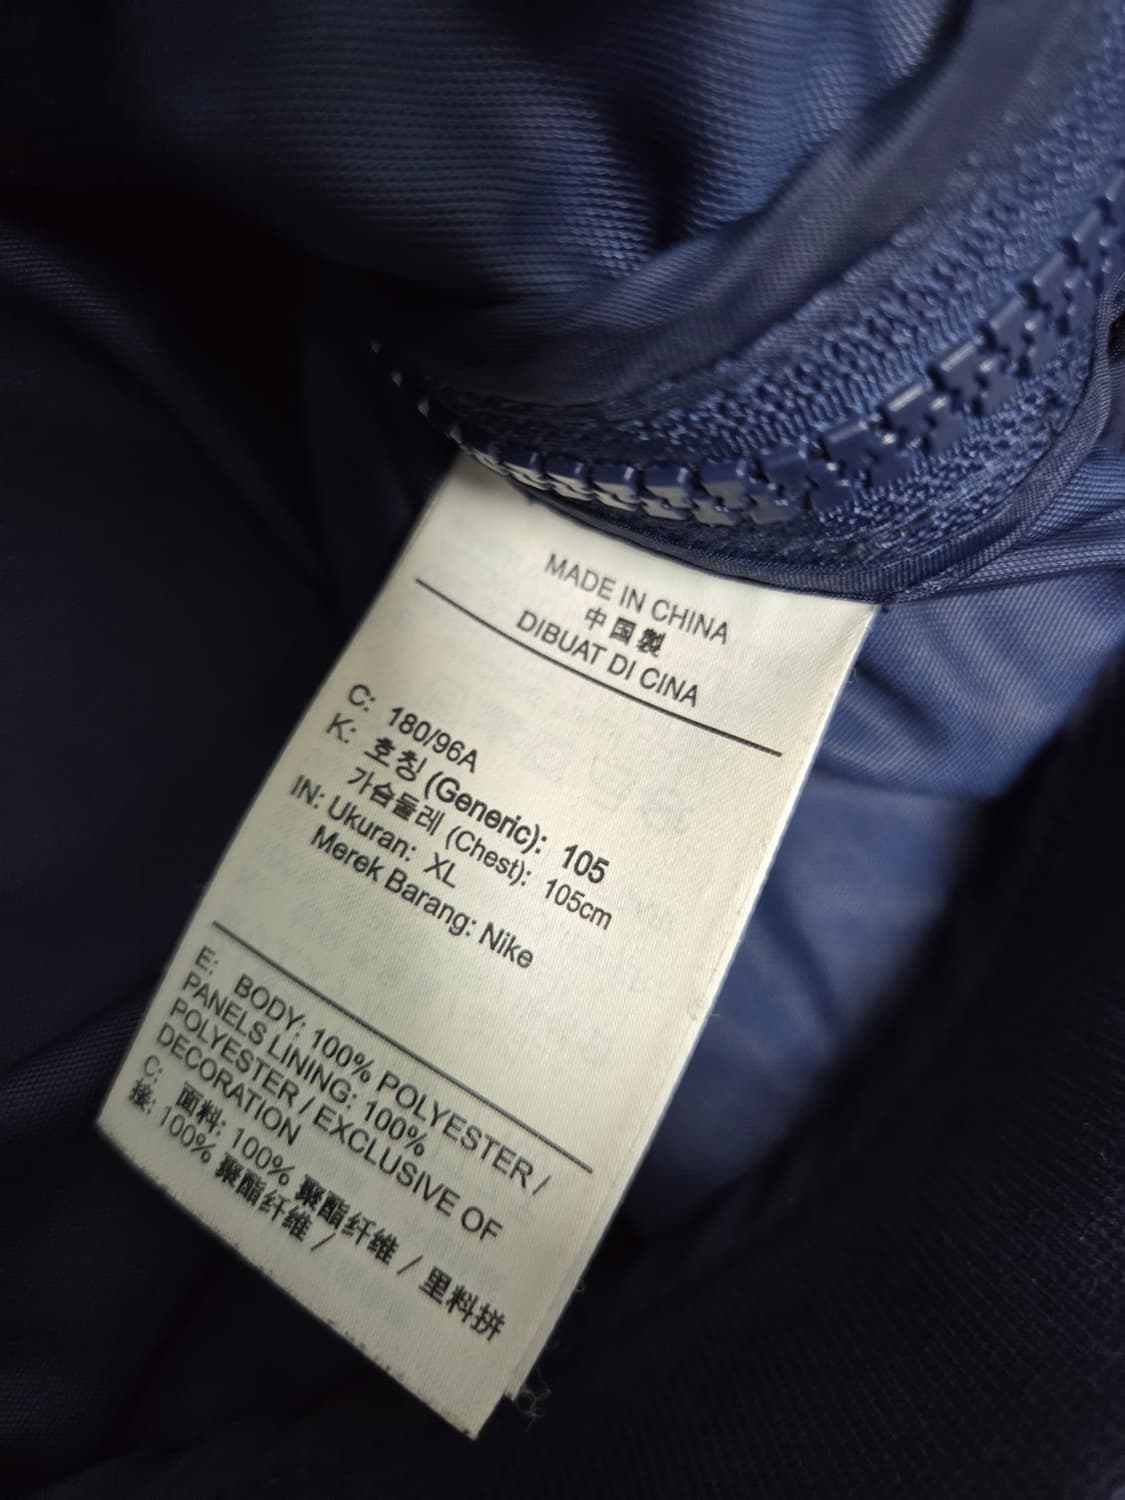 MADE IN CHINA
中国製
DIBUAT DI CINA
C: 180/96A
K: 호칭 (Generic): 105
가슴둘레 (Chest): 105cm
IN: Ukuran: XL
Merek Barang: Nike
E: BODY: 100% POLYESTER /
PANELS LINING: 100%
POLYESTER / EXCLUSIVE OF
DECORATION
C: 面料: 100% 聚酯纤维 / 里料拼
接: 100% 聚酯纤维 /